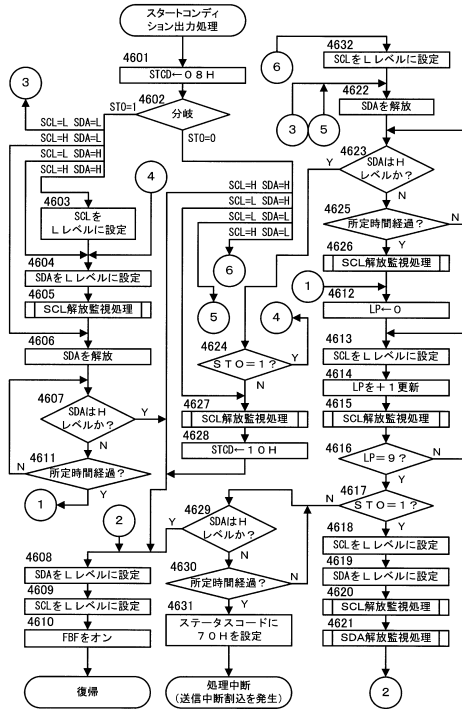 スタートコンディ
ション出力処理
4601
STCD←08H
4602
分岐
STO=1
STO=0
3
SCL=L SDA=L
SCL=H SDA=L
SCL=L SDA=H
SCL=H SDA=H
4603
SCLを
Lレベルに設定
4
4604
SDAをLレベルに設定
4605
SCL解放監視処理
4606
SDAを解放
4607
SDAはH
レベルか?
Y
N
4611
所定時間経過?
N
Y
1
2
4608
SDAをLレベルに設定
4609
SCLをLレベルに設定
4610
FBFをオン
復帰
SCL=H SDA=H
SCL=L SDA=H
SCL=L SDA=L
SCL=H SDA=L
6
5
4
4624
STO=1?
Y
N
4627
SCL解放監視処理
4628
STCD←10H
4629
SDAはH
レベルか?
Y
N
4630
所定時間経過?
N
Y
4631
ステータスコードに
70Hを設定
処理中断
(送信中断割込を発生)
6
4632
SCLをLレベルに設定
4622
SDAを解放
3
5
4623
SDAはH
レベルか?
Y
N
4625
所定時間経過?
N
Y
4626
SCL解放監視処理
1
4612
LP←0
4613
SCLをLレベルに設定
4614
LPを+1更新
4615
SCL解放監視処理
4616
LP=9?
N
Y
4617
STO=1?
N
Y
4618
SCLをLレベルに設定
4619
SDAをLレベルに設定
4620
SCL解放監視処理
4621
SDA解放監視処理
2